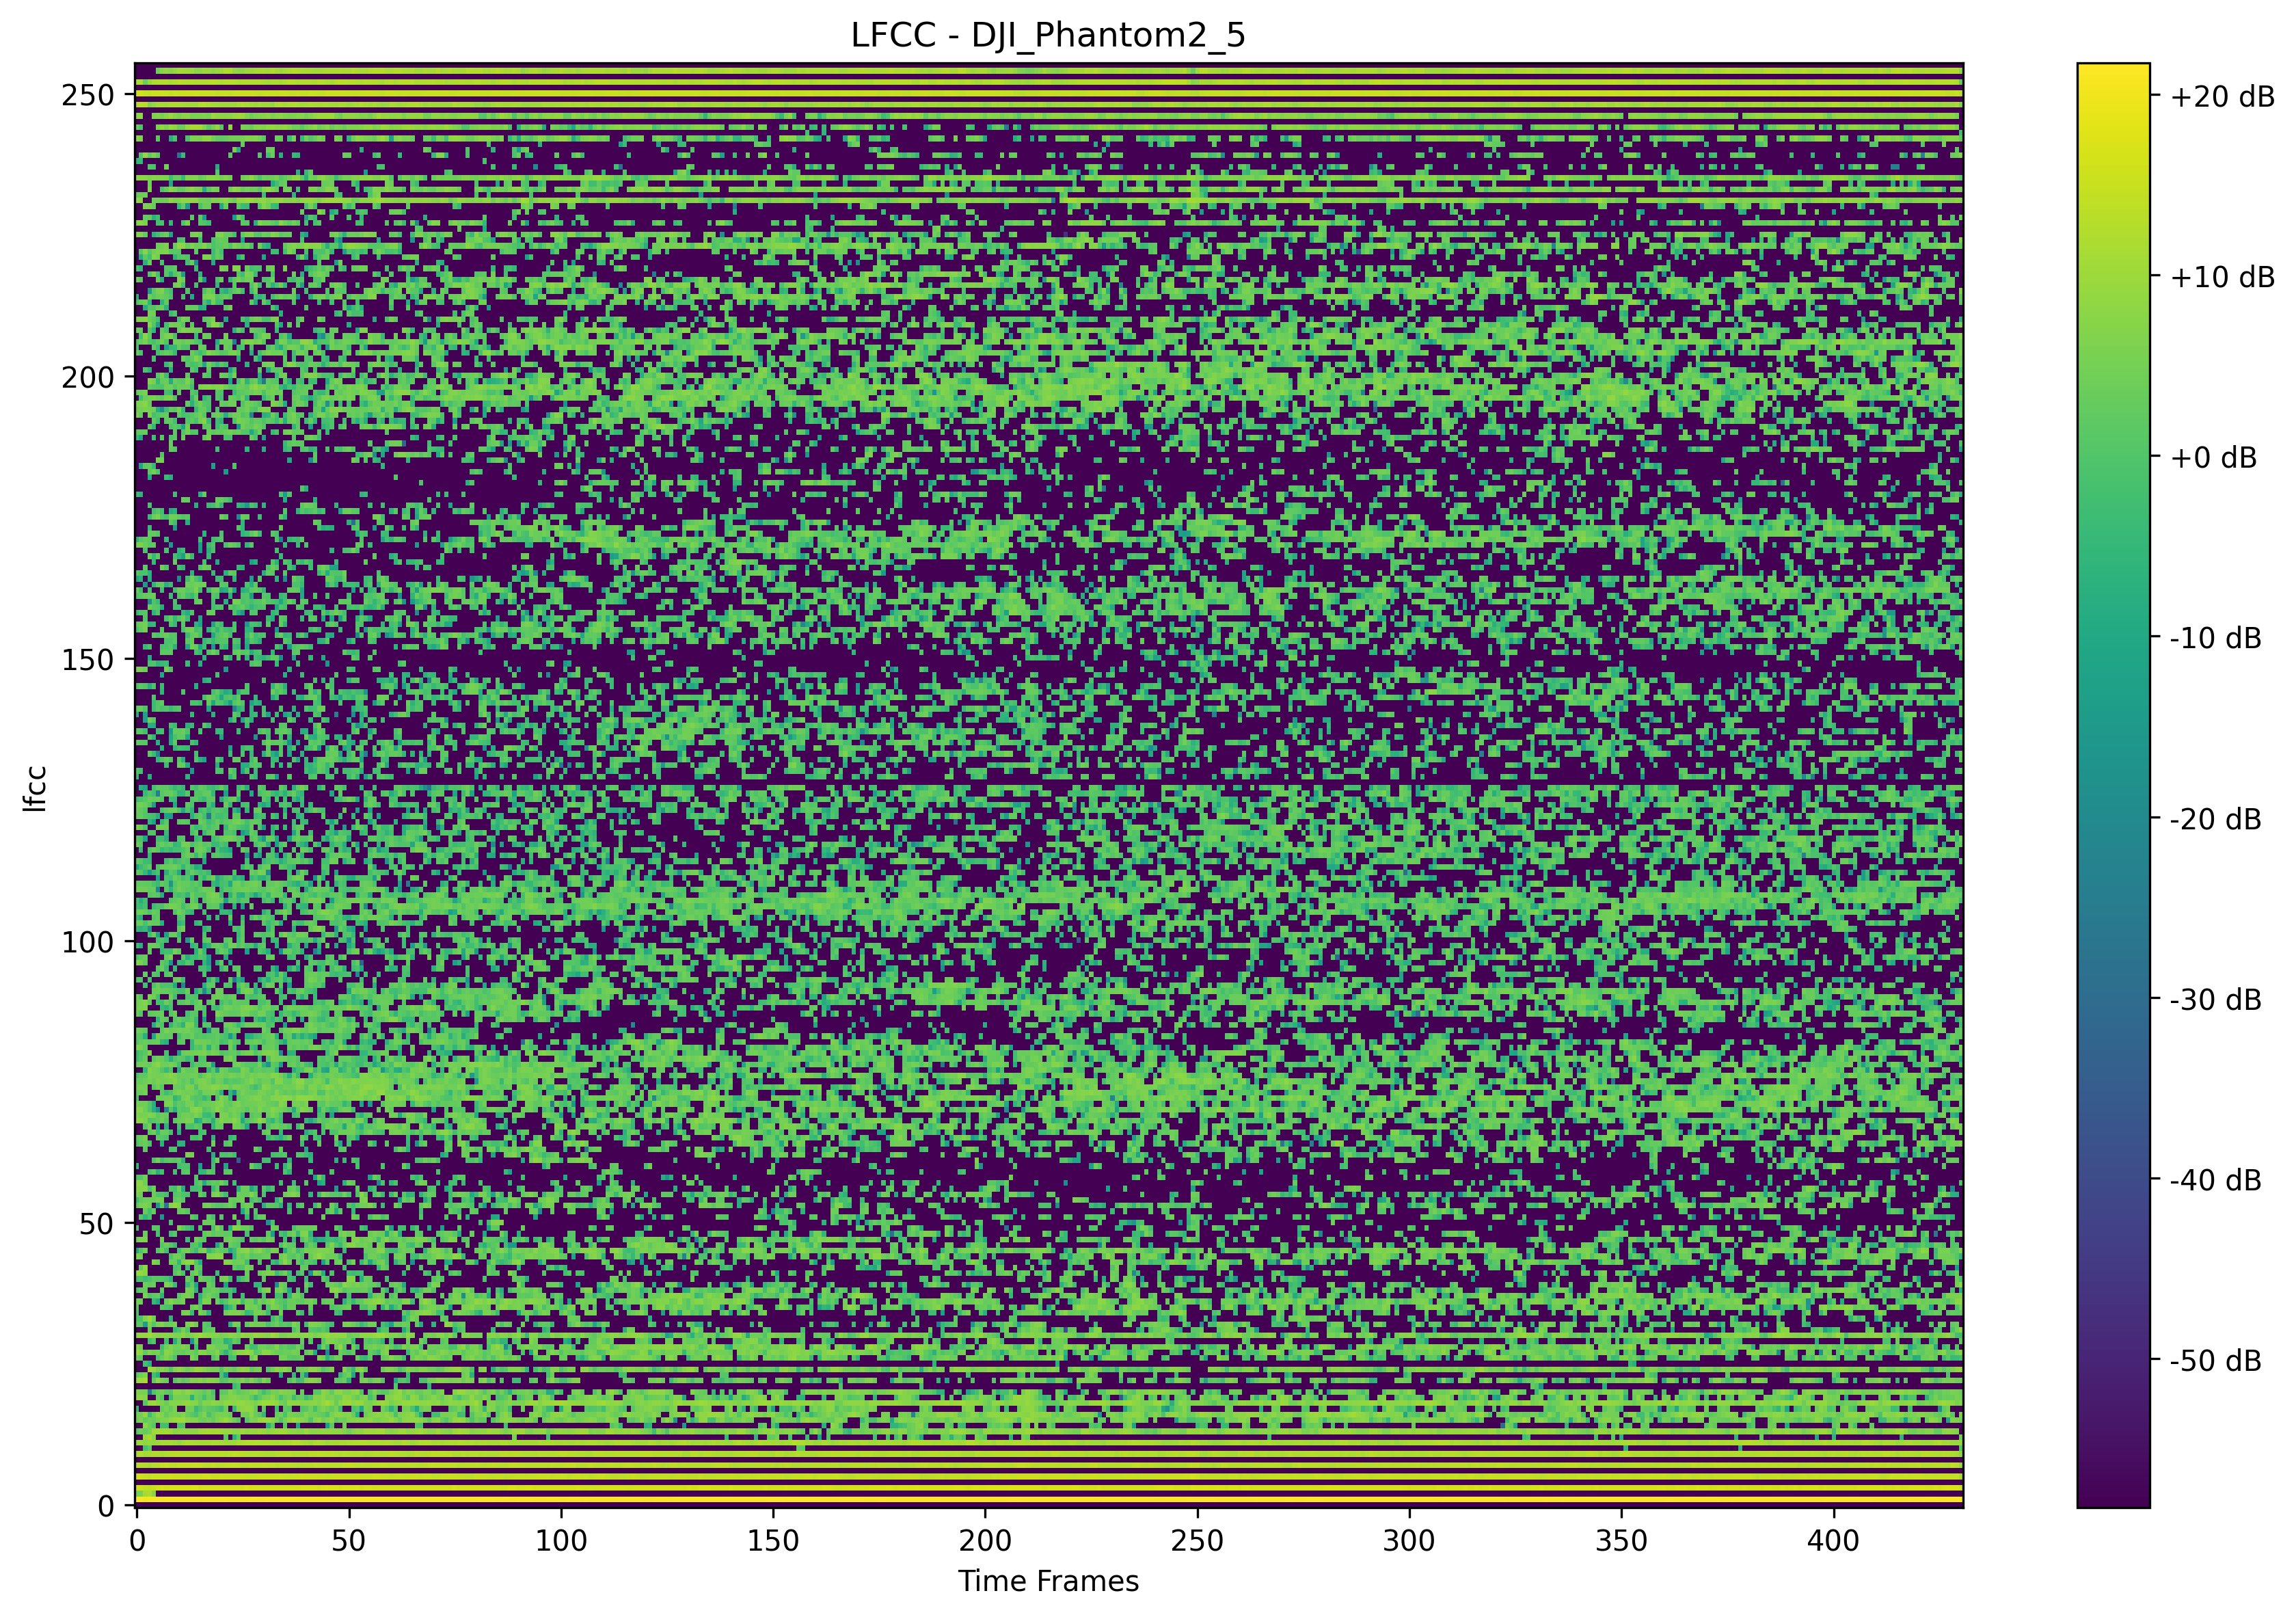 LFCC - DJI_Phantom2_5
lfcc
250
200
150
100
50
0
0 50 100 150 200 250 300 350 400
Time Frames
+20 dB
+10 dB
+0 dB
-10 dB
-20 dB
-30 dB
-40 dB
-50 dB